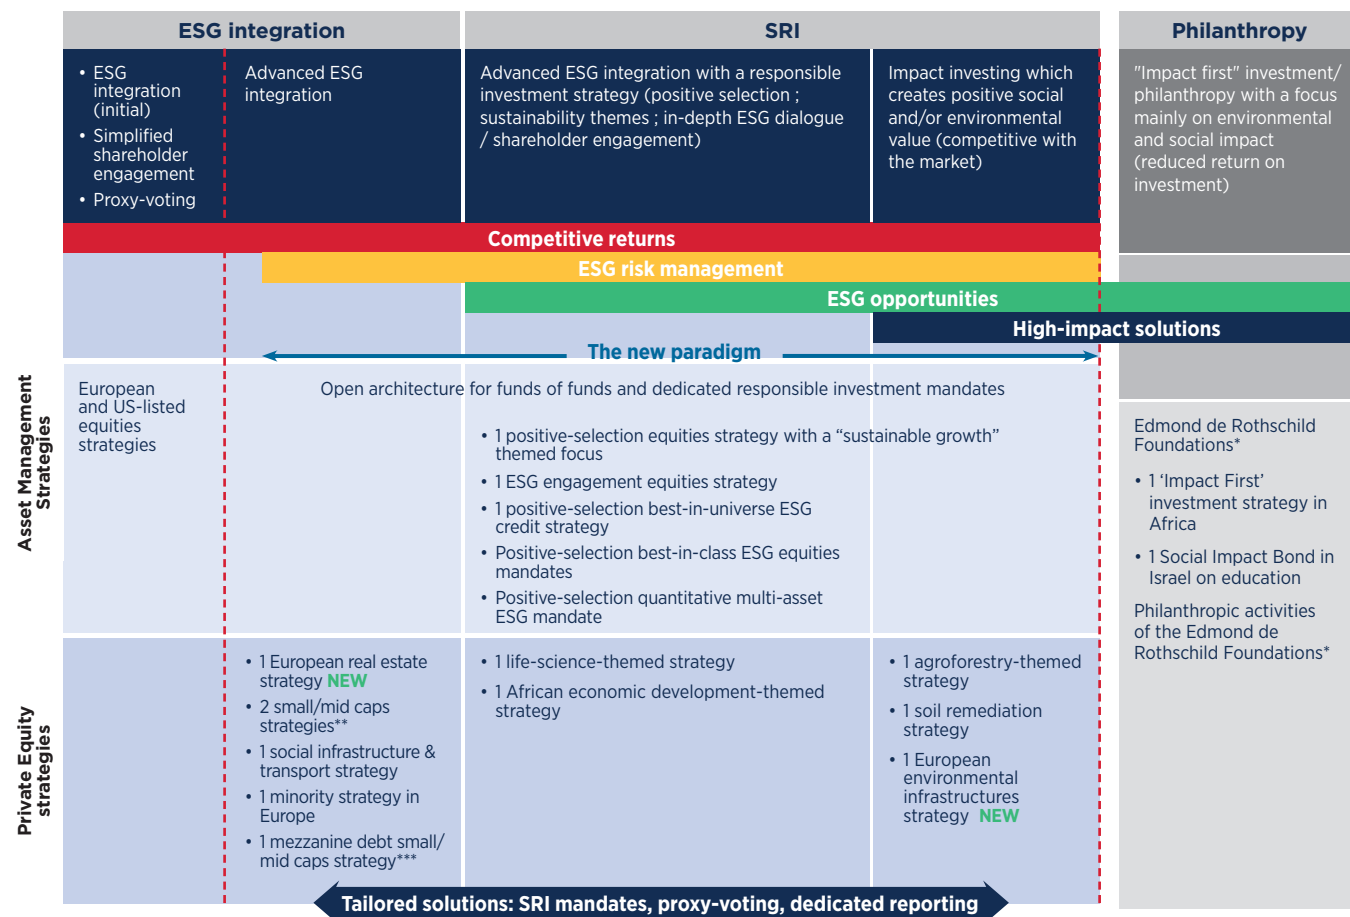 ESG integration
SRI
Philanthropy
• ESG
integration
(initial)
• Simplified
shareholder
engagement
• Proxy-voting
Advanced ESG
integration
Advanced ESG integration with a responsible
investment strategy (positive selection ;
sustainability themes ; in-depth ESG dialogue
/ shareholder engagement)
Impact investing which
creates positive social
and/or environmental
value (competitive with
the market)
"Impact first" investment/
philanthropy with a focus
mainly on environmental
and social impact
(reduced return on
investment)
Competitive returns
ESG risk management
ESG opportunities
High-impact solutions
The new paradigm
Asset Management
Strategies
European
and US-listed
equities
strategies
Open architecture for funds of funds and dedicated responsible investment mandates
• 1 positive-selection equities strategy with a “sustainable growth”
themed focus
• 1 ESG engagement equities strategy
• 1 positive-selection best-in-universe ESG
credit strategy
• Positive-selection best-in-class ESG equities
mandates
• Positive-selection quantitative multi-asset
ESG mandate
Edmond de Rothschild
Foundations*
• 1 ‘Impact First’
investment strategy in
Africa
• 1 Social Impact Bond in
Israel on education
Philanthropic activities
of the Edmond de
Rothschild Foundations*
Private Equity
strategies
• 1 European real estate
strategy NEW
• 2 small/mid caps
strategies**
• 1 social infrastructure &
transport strategy
• 1 minority strategy in
Europe
• 1 mezzanine debt small/
mid caps strategy***
• 1 life-science-themed strategy
• 1 African economic development-themed
strategy
• 1 agroforestry-themed
strategy
• 1 soil remediation
strategy
• 1 European
environmental
infrastructures
strategy NEW
Tailored solutions: SRI mandates, proxy-voting, dedicated reporting